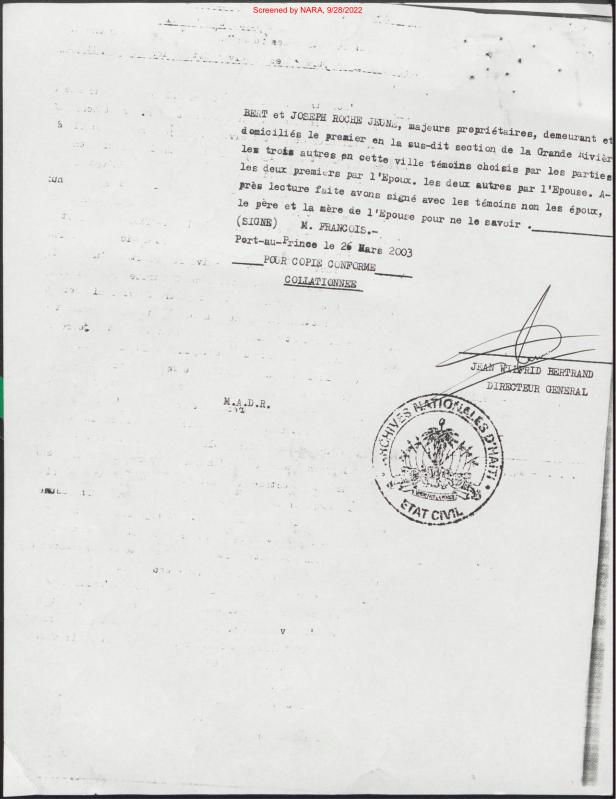 Screened by NARA, 9/28/2022
BERT et JOSEPH ROCHE JEUNE, majeurs propriétaires, demeurant et
domiciliés le premier en la sus-dit section de la Grande Rivièr
les trois autres en cette ville témoins choisis par les parties
les deux premiers par l'Epoux. les deux autres par l'Epouse. A-
près lecture faite avons signé avec les témoins non les époux,
le père et la mère de l'Epouse pour ne le savoir .
(SIGNE) M. FRANCOIS.-
Port-au-Prince le 26 Mars 2003
POUR COPIE CONFORME
COLLATIONNEE
JEAN WILFRID BERTRAND
DIRECTEUR GENERAL
M.A.D.R.
ARCHIVES NATIONALES D'HAITI
ETAT CIVIL